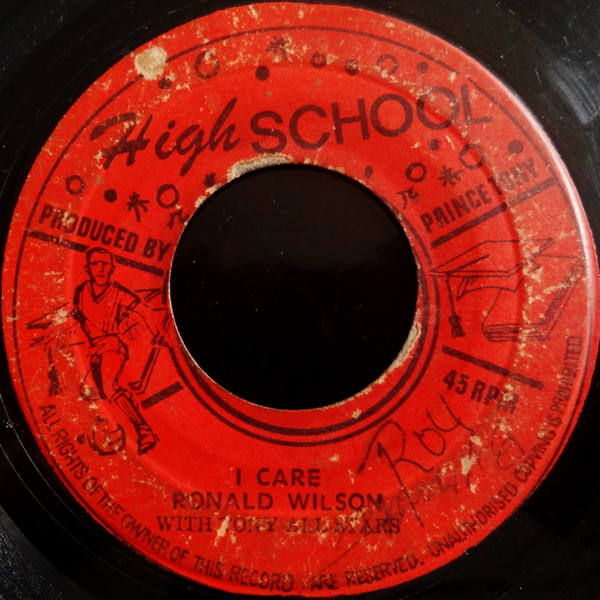 High SCHOOL
PRODUCED BY
PRINCE TONY
45 RPM
I CARE
RONALD WILSON
WITH TONY ALL STARS
Roy
ALL RIGHTS OF THE OWNER OF THIS RECORD ARE RESERVED. UNAUTHORISED COPYING IS PROHIBITED